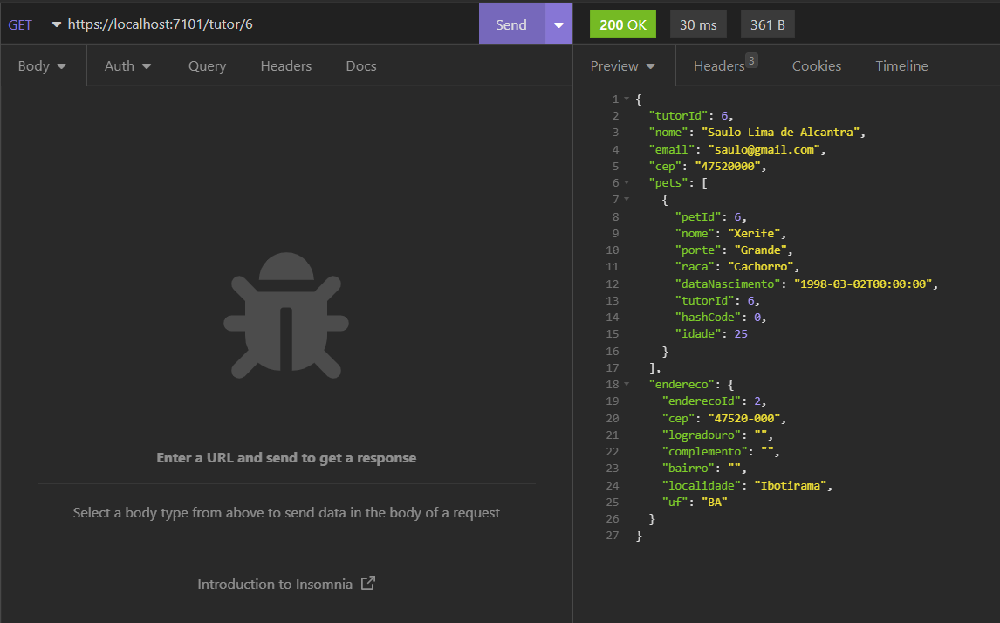 GET https://localhost:7101/tutor/6 Send 200 OK 30 ms 361 B
Body Auth Query Headers Docs Preview Headers 3 Cookies Timeline
1 {
2 "tutorId": 6,
3 "nome": "Saulo Lima de Alcantra",
4 "email": "saulo@gmail.com",
5 "cep": "47520000",
6 "pets": [
7 {
8 "petId": 6,
9 "nome": "Xerife",
10 "porte": "Grande",
11 "raca": "Cachorro",
12 "dataNascimento": "1998-03-02T00:00:00",
13 "tutorId": 6,
14 "hashCode": 0,
15 "idade": 25
16 }
17 ],
18 "endereco": {
19 "enderecoId": 2,
20 "cep": "47520-000",
21 "logradouro": "",
22 "complemento": "",
23 "bairro": "",
24 "localidade": "Ibotirama",
25 "uf": "BA"
26 }
27 }
Enter a URL and send to get a response
Select a body type from above to send data in the body of a request
Introduction to Insomnia